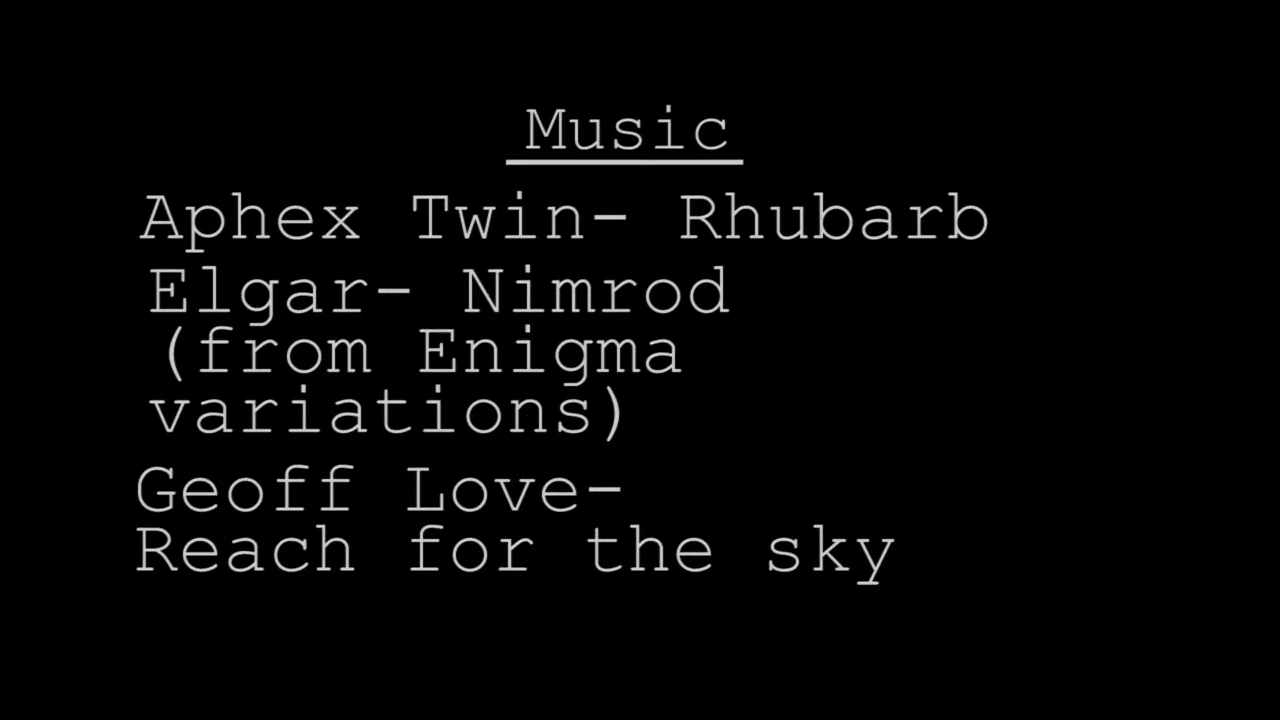 Music
Aphex Twin- Rhubarb
Elgar- Nimrod
(from Enigma
variations)
Geoff Love-
Reach for the sky